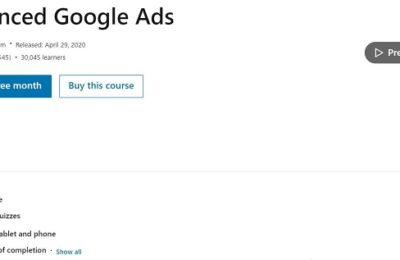 nced Google Ads
m • Released: April 29, 2020
545) • 30,045 learners
Pre
ree month
Buy this course
e
uizzes
ablet and phone
of completion · Show all